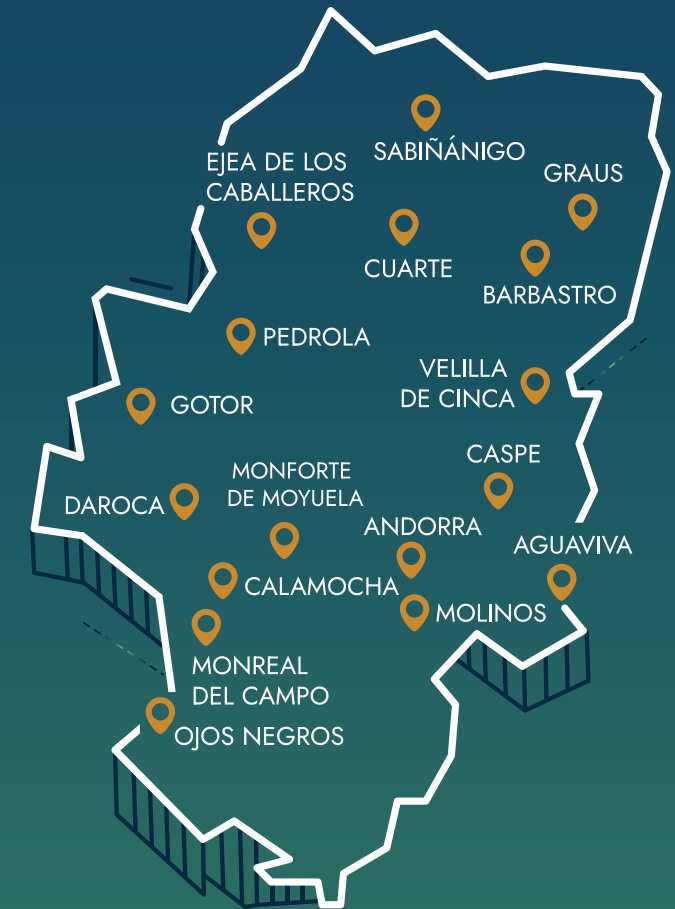 SABIÑÁNIGO
EJEA DE LOS
CABALLEROS
GRAUS
CUARTE
BARBASTRO
PEDROLA
VELILLA
DE CINCA
GOTOR
CASPE
MONFORTE
DE MOYUELA
DAROCA
ANDORRA
AGUAVIVA
CALAMOCHA
MOLINOS
MONREAL
DEL CAMPO
OJOS NEGROS